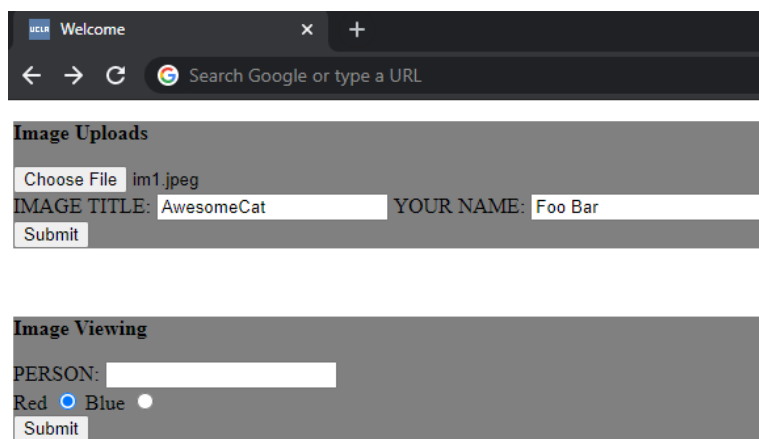 UCLA Welcome
Search Google or type a URL
Image Uploads
Choose File im1.jpeg
IMAGE TITLE: AwesomeCat YOUR NAME: Foo Bar
Submit
Image Viewing
PERSON:
Red Blue
Submit